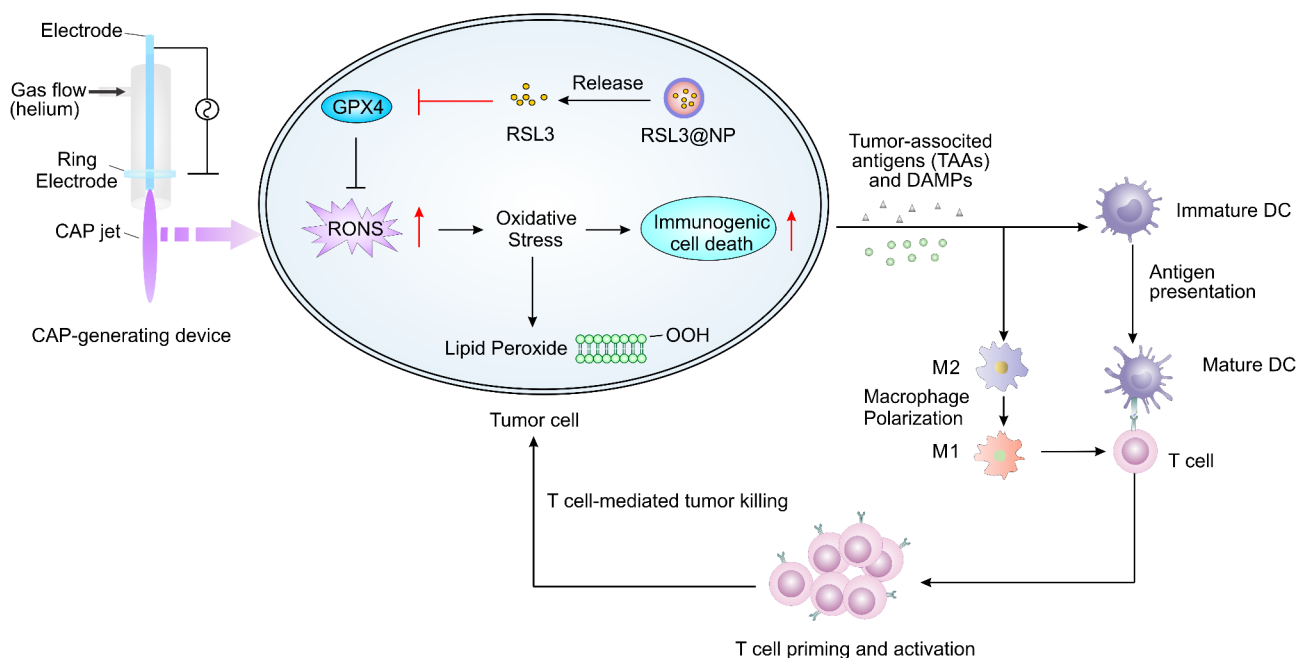 Electrode
Gas flow
(helium)
Ring
Electrode
CAP jet
CAP-generating device
GPX4
RSL3
Release
RSL3@NP
RONS
Oxidative
Stress
Immunogenic
cell death
Lipid Peroxide
OOH
Tumor cell
Tumor-associted
antigens (TAAs)
and DAMPs
Immature DC
Antigen
presentation
M2
Mature DC
Macrophage
Polarization
M1
T cell
T cell-mediated tumor killing
T cell priming and activation